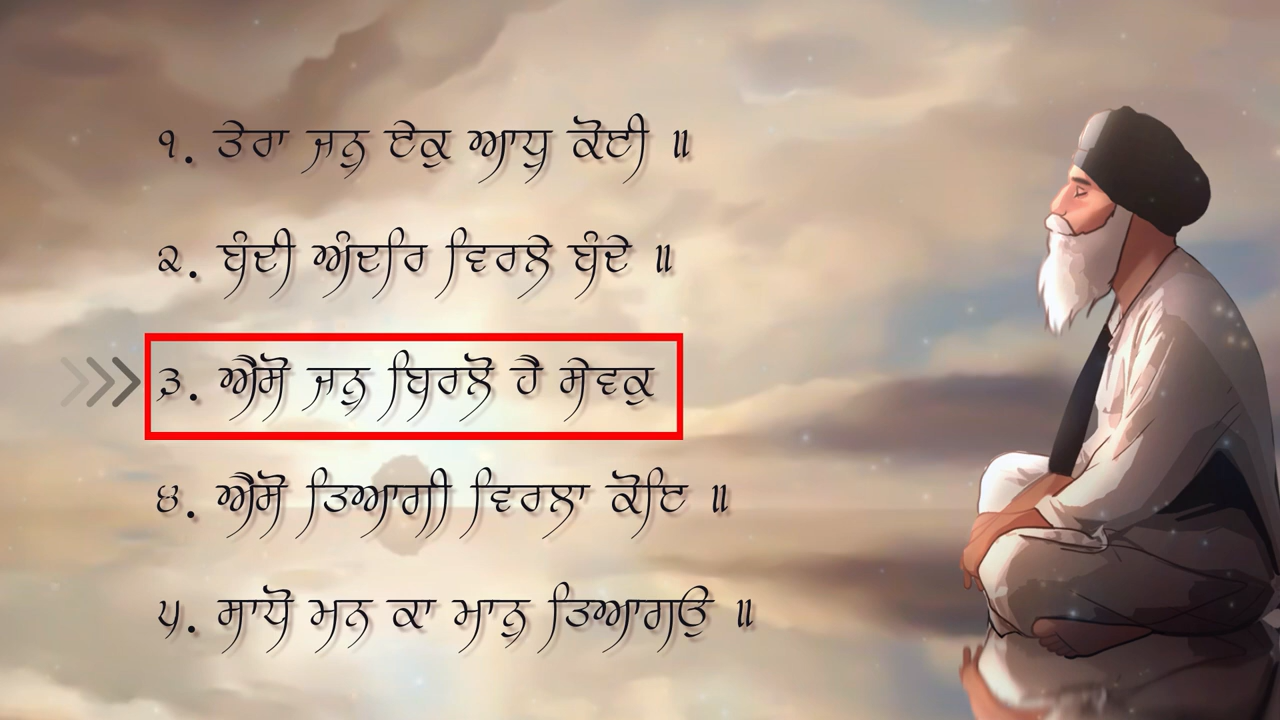 ੧. ਤੇਰਾ ਜਨੁ ਏਕੁ ਆਧੁ ਕੋਈ ॥
੨. ਬੰਦੀ ਅੰਦਰਿ ਵਿਰਲੇ ਬੰਦੇ ॥
੩. ਐਸੋ ਜਨੁ ਬਿਰਲੋ ਹੈ ਸੇਵਕੁ
੪. ਐਸੋ ਤਿਆਗੀ ਵਿਰਲਾ ਕੋਇ ॥
੫. ਸਾਧੋ ਮਨ ਕਾ ਮਾਨੁ ਤਿਆਗਉ ॥